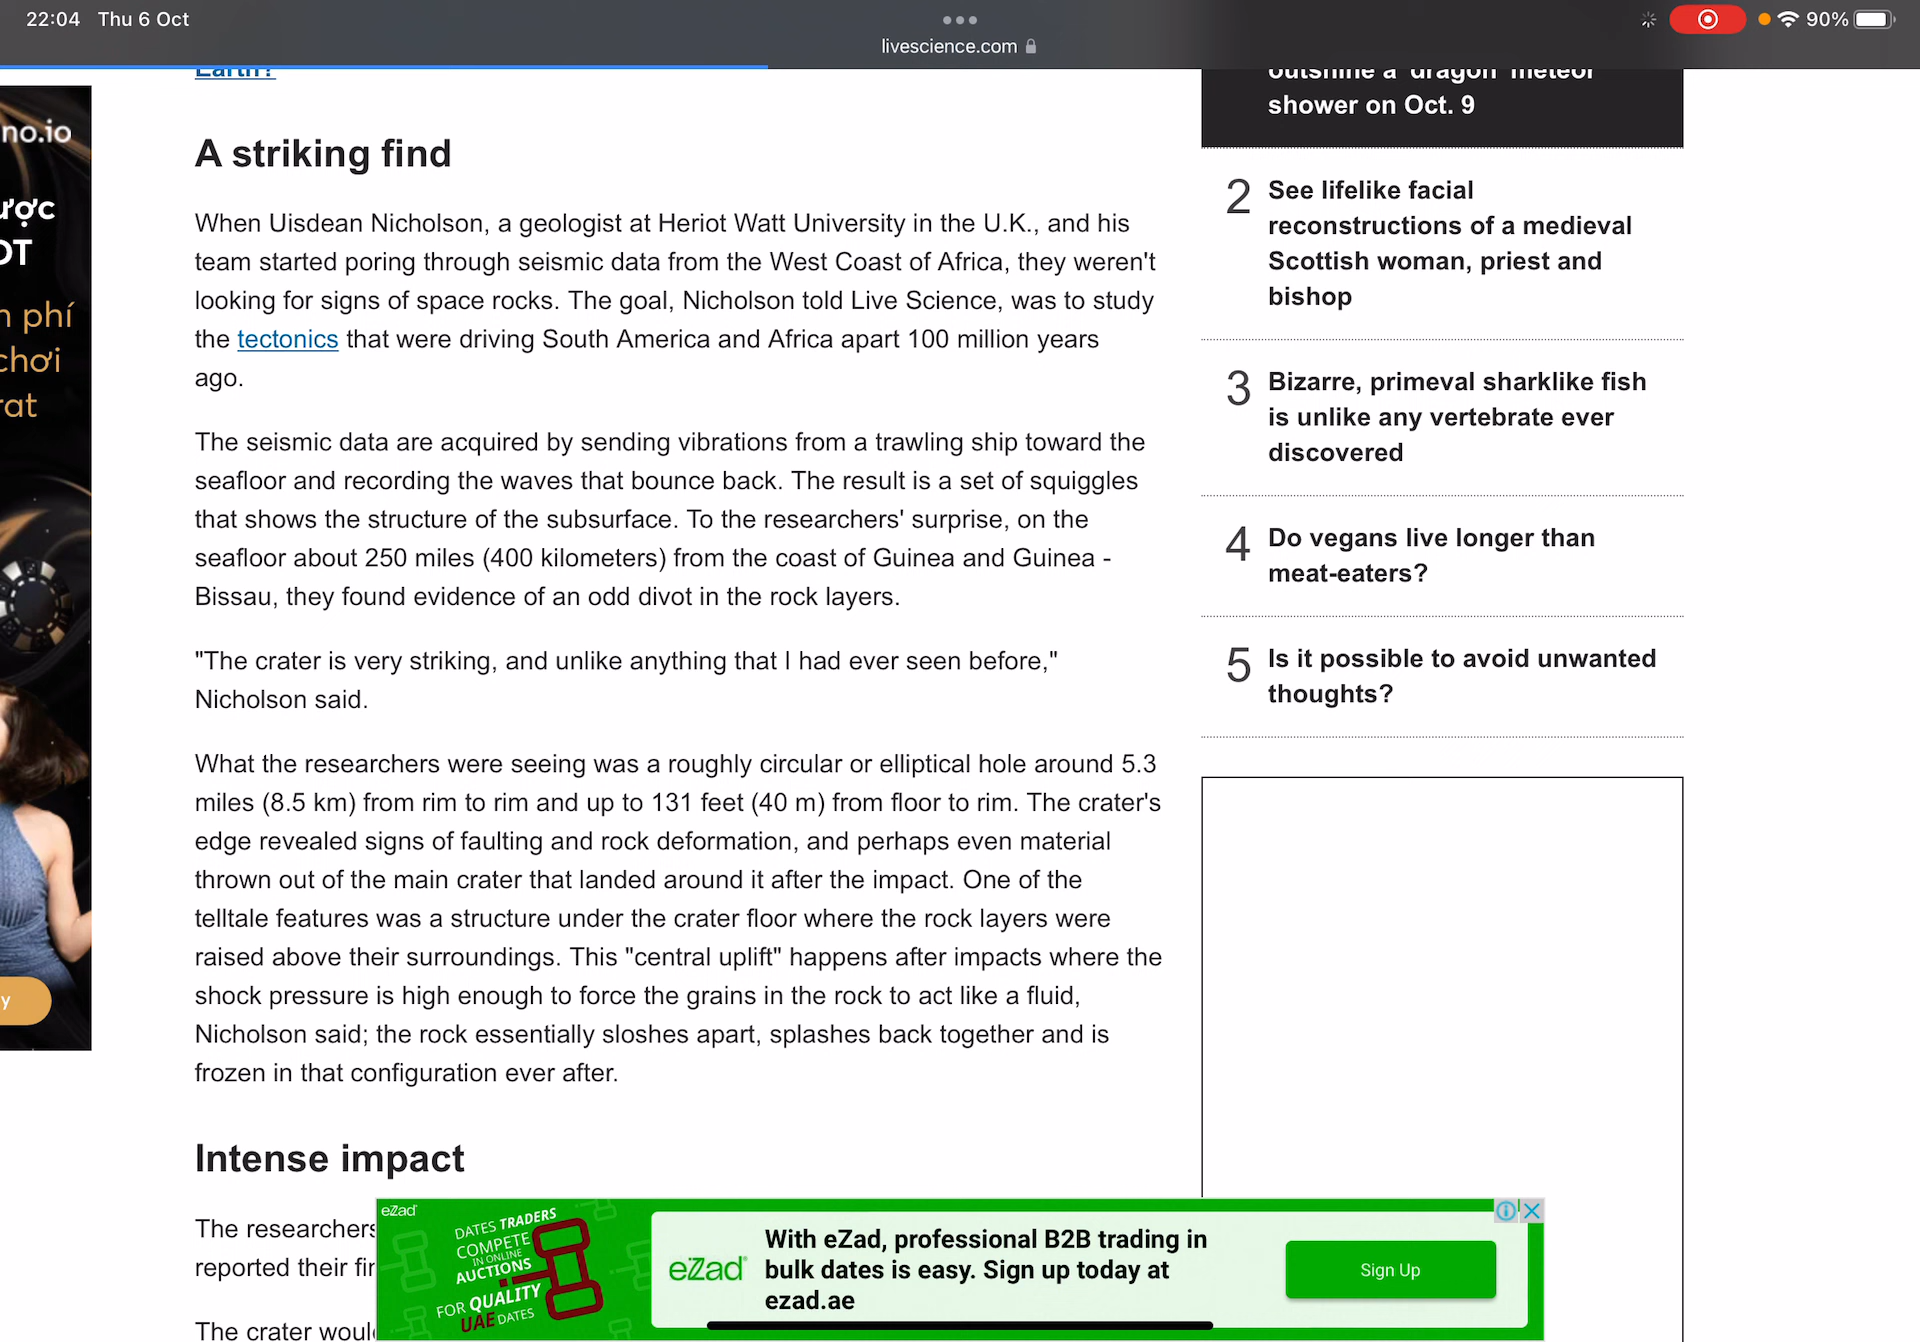 22:04 Thu 6 Oct
livescience.com
90%
Earth?
no.io
ược
OT
phí
chơi
rat
y
A striking find
When Uisdean Nicholson, a geologist at Heriot Watt University in the U.K., and his
team started poring through seismic data from the West Coast of Africa, they weren't
looking for signs of space rocks. The goal, Nicholson told Live Science, was to study
the tectonics that were driving South America and Africa apart 100 million years
ago.
The seismic data are acquired by sending vibrations from a trawling ship toward the
seafloor and recording the waves that bounce back. The result is a set of squiggles
that shows the structure of the subsurface. To the researchers' surprise, on the
seafloor about 250 miles (400 kilometers) from the coast of Guinea and Guinea -
Bissau, they found evidence of an odd divot in the rock layers.
"The crater is very striking, and unlike anything that I had ever seen before,"
Nicholson said.
What the researchers were seeing was a roughly circular or elliptical hole around 5.3
miles (8.5 km) from rim to rim and up to 131 feet (40 m) from floor to rim. The crater's
edge revealed signs of faulting and rock deformation, and perhaps even material
thrown out of the main crater that landed around it after the impact. One of the
telltale features was a structure under the crater floor where the rock layers were
raised above their surroundings. This "central uplift" happens after impacts where the
shock pressure is high enough to force the grains in the rock to act like a fluid,
Nicholson said; the rock essentially sloshes apart, splashes back together and is
frozen in that configuration ever after.
Intense impact
The researchers
reported their fin
The crater would
outshine a 'dragon' meteor
shower on Oct. 9
2
See lifelike facial
reconstructions of a medieval
Scottish woman, priest and
bishop
3
Bizarre, primeval sharklike fish
is unlike any vertebrate ever
discovered
4
Do vegans live longer than
meat-eaters?
5
Is it possible to avoid unwanted
thoughts?
eZad
DATES TRADERS
COMPETE
IN ONLINE
AUCTIONS
FOR QUALITY
UAE DATES
eZad
With eZad, professional B2B trading in
bulk dates is easy. Sign up today at
ezad.ae
Sign Up